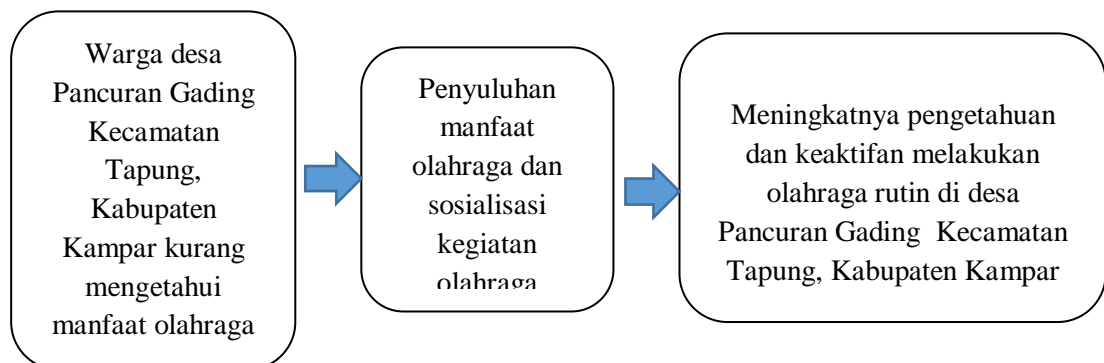 Warga desa
Pancuran Gading
Kecamatan
Tapung,
Kabupaten
Kampar kurang
mengetahui
manfaat olahraga
Penyuluhan
manfaat
olahraga dan
sosialisasi
kegiatan
olahraga
Meningkatnya pengetahuan
dan keaktifan melakukan
olahraga rutin di desa
Pancuran Gading Kecamatan
Tapung, Kabupaten Kampar